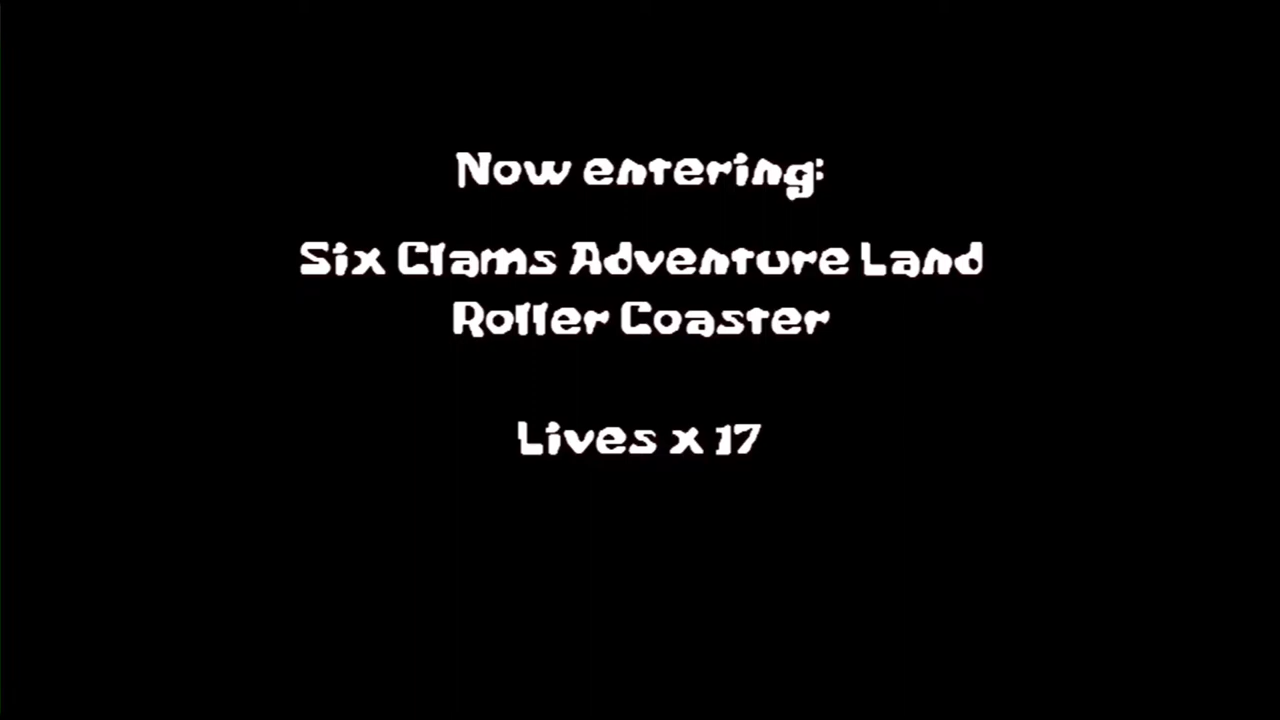 Now entering:
Six Clams Adventure Land
Roller Coaster
Lives x 17